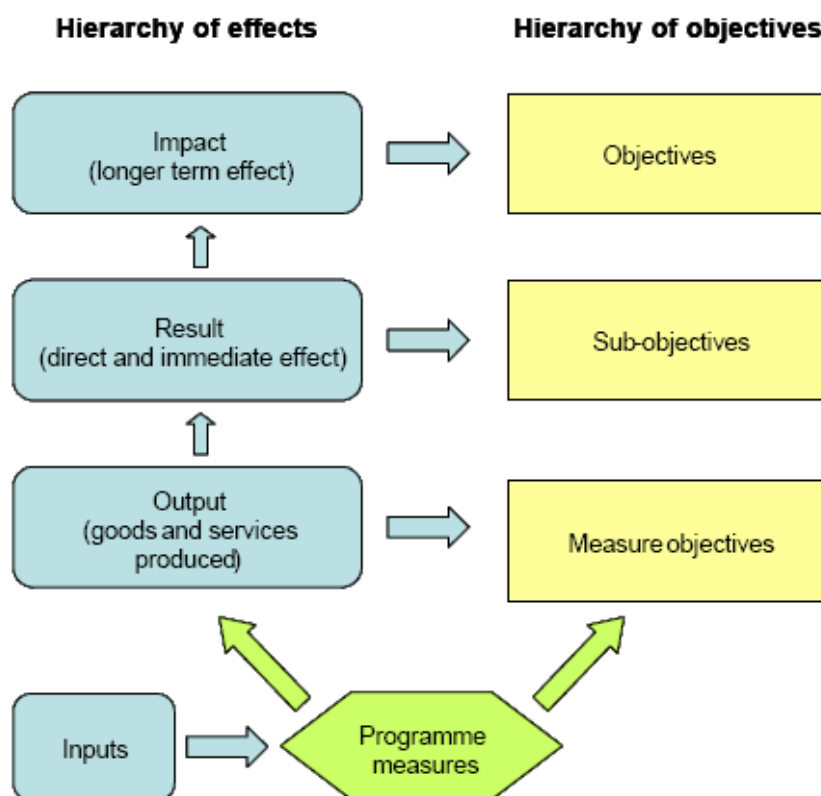 Hierarchy of effects
Hierarchy of objectives
Impact
(longer term effect)
Objectives
Result
(direct and immediate effect)
Sub-objectives
Output
(goods and services
produced)
Measure objectives
Inputs
Programme
measures